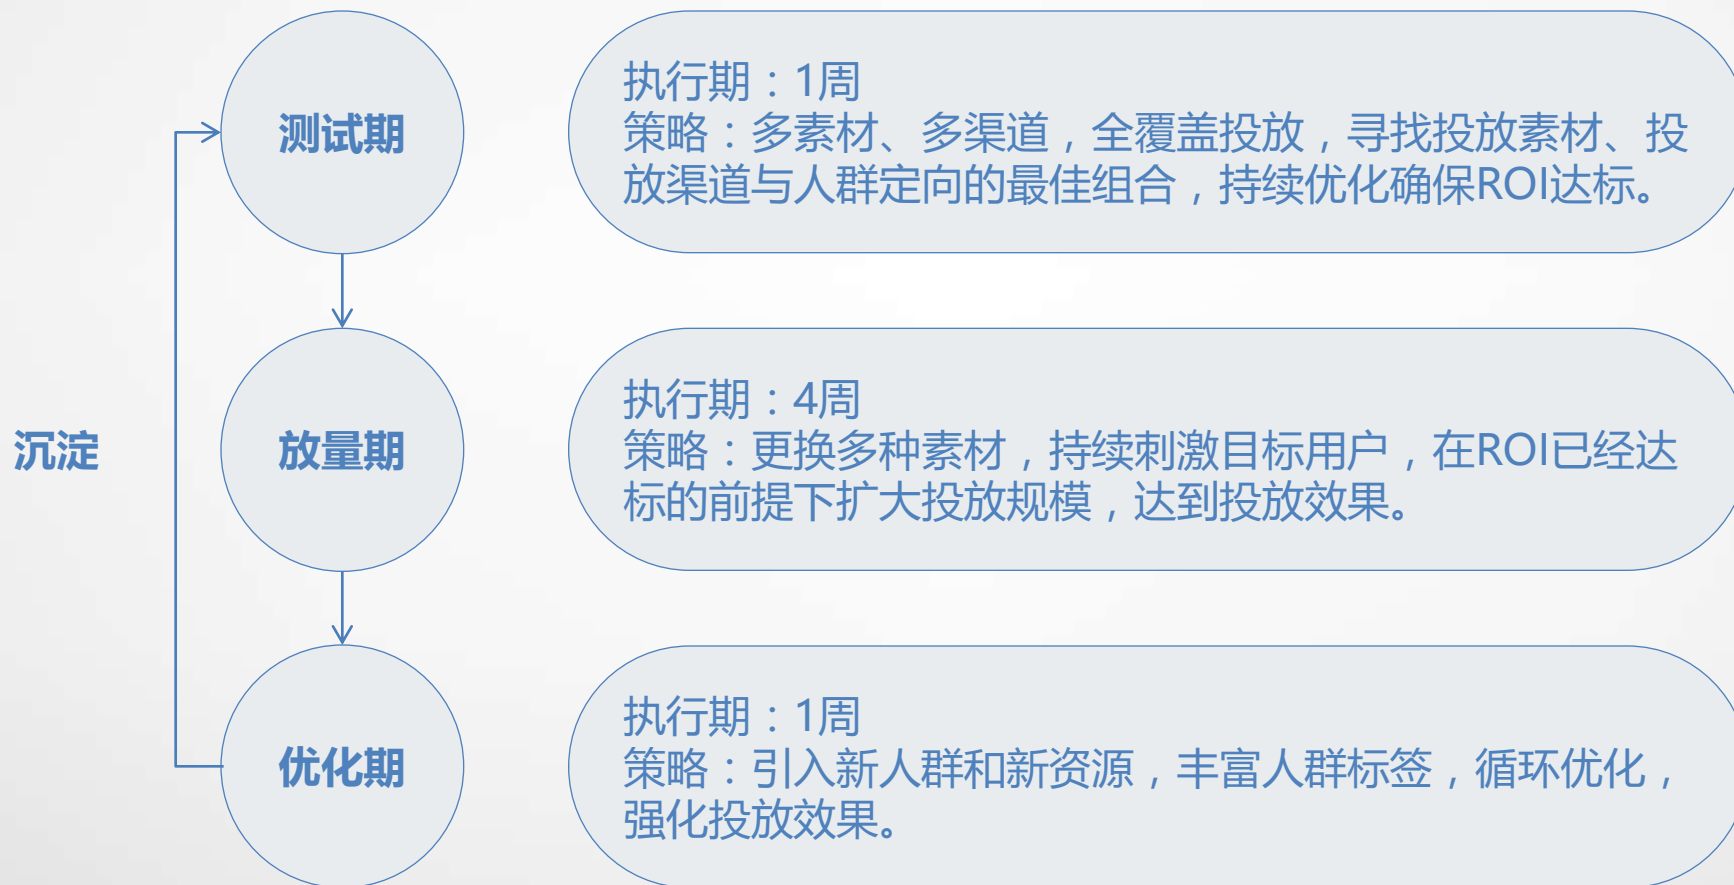 测试期
执行期：1周
策略：多素材、多渠道，全覆盖投放，寻找投放素材、投
放渠道与人群定向的最佳组合，持续优化确保ROI达标。
沉淀
放量期
执行期：4周
策略：更换多种素材，持续刺激目标用户，在ROI已经达
标的前提下扩大投放规模，达到投放效果。
优化期
执行期：1周
策略：引入新人群和新资源，丰富人群标签，循环优化，
强化投放效果。